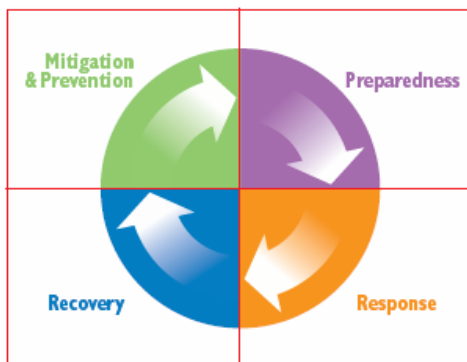 Mitigation
& Prevention
Preparedness
Recovery
Response